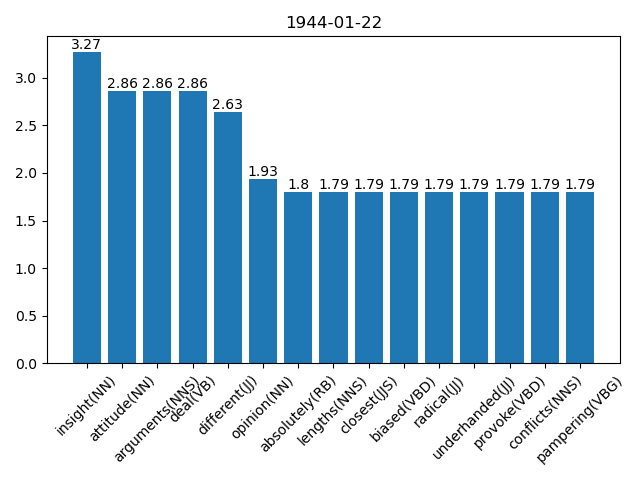 1944-01-22
3.27
2.86 2.86 2.86
2.63
1.93
1.8 1.79 1.79 1.79 1.79 1.79 1.79 1.79 1.79
3.0
2.5
2.0
1.5
1.0
0.5
0.0
insight(NN)
attitude(NN)
arguments(NNS)
deal(VB)
different(JJ)
opinion(NN)
absolutely(RB)
lengths(NNS)
closest(JJS)
biased(VBD)
radical(JJ)
underhanded(JJ)
provoke(VBD)
conflicts(NNS)
pampering(VBG)